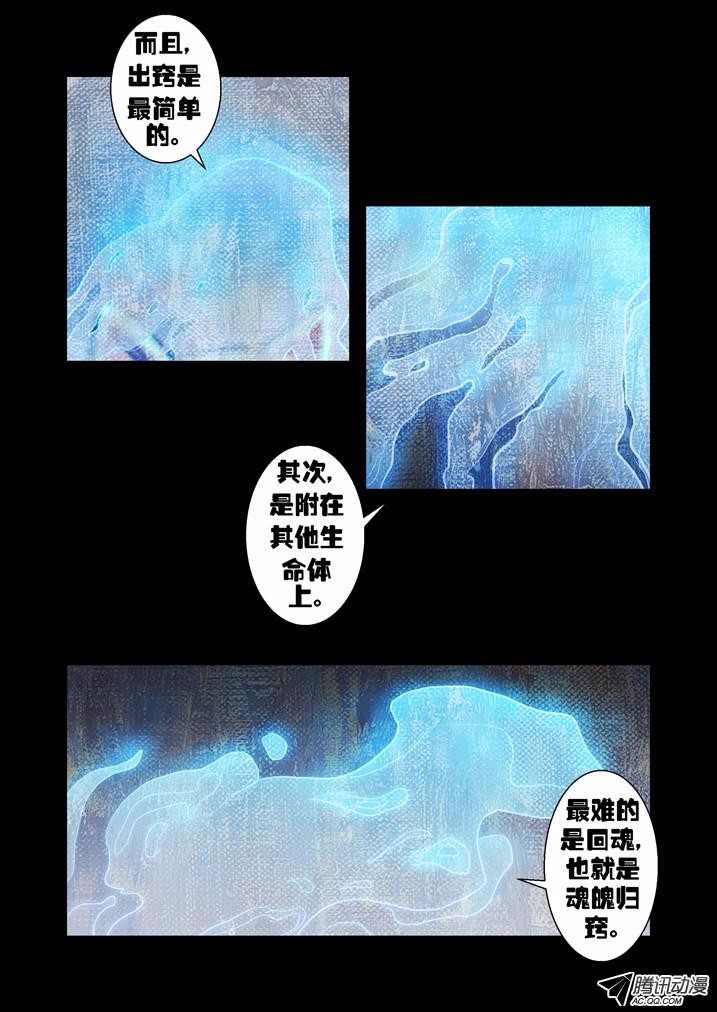 而且，
出窍是
最简单
的。
其次，
是附在
其他生
命体
上。
最难的
是回魂，
也就是
魂魄归
窍。
腾讯动漫
AC.QQ.COM